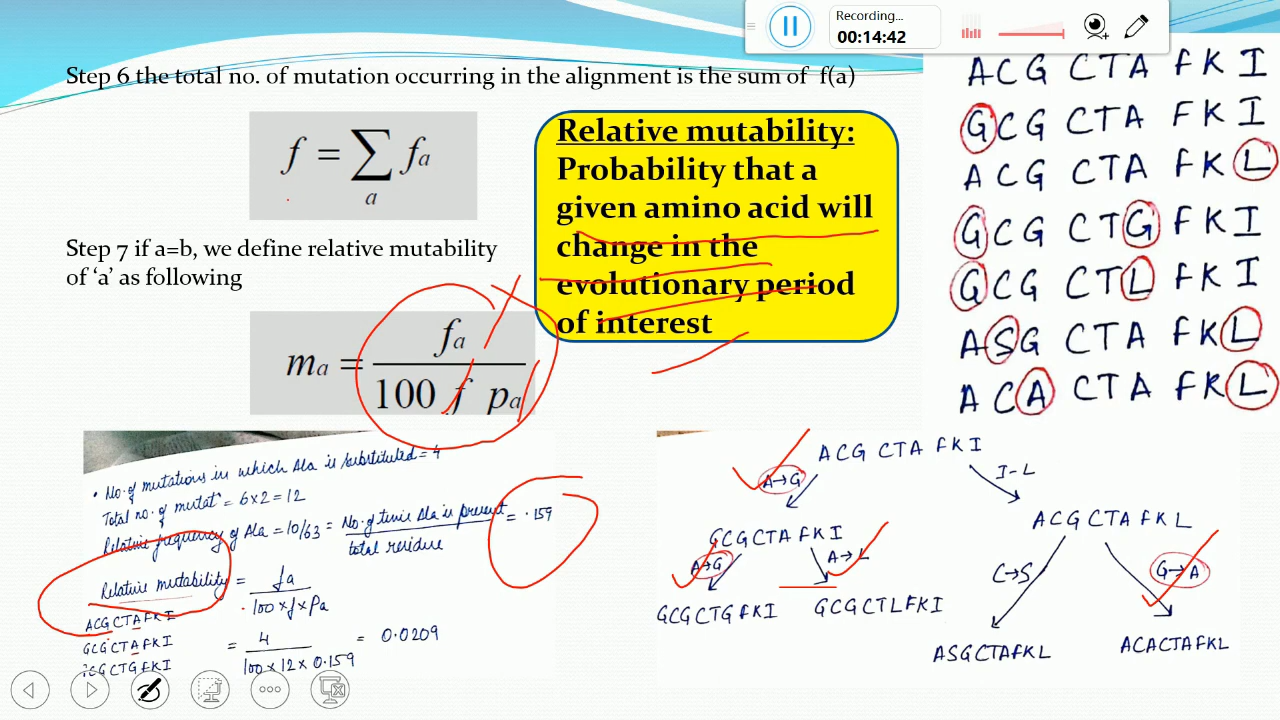 Recording...
00:14:42
Step 6 the total no. of mutation occurring in the alignment is the sum of f(a)
f = ∑ fa
a
Relative mutability:
Probability that a
given amino acid will
change in the
evolutionary period
of interest
Step 7 if a=b, we define relative mutability
of ‘a’ as following
ma = fa
100 f pa
ACG CTA FKI
GCG CTA FKI
ACG CTA FKL
GCG CTG FKI
GCG CTL FKI
ASG CTA FKL
ACA CTA FKL
• No. of mutations in which Ala is substituted = 4
Total no. of mutatn = 6x2 = 12
Relative frequency of Ala = 10/63 = No. of times Ala is present = .159
total residue
Relative mutability = fa
100 x f x Pa
ACGCTAFKI
GCGCTAFKI
GCGCTGFKI
= 4 = 0.0209
100 x 12 x 0.159
ACG CTA FKI
A→G
I-L
GCGCTAFKI
ACGCTAFKL
A→G
A→L
C→S
G→A
GCGCTGFKI
GCGCTLFKI
ASGCTAFKL
ACACTAFKL